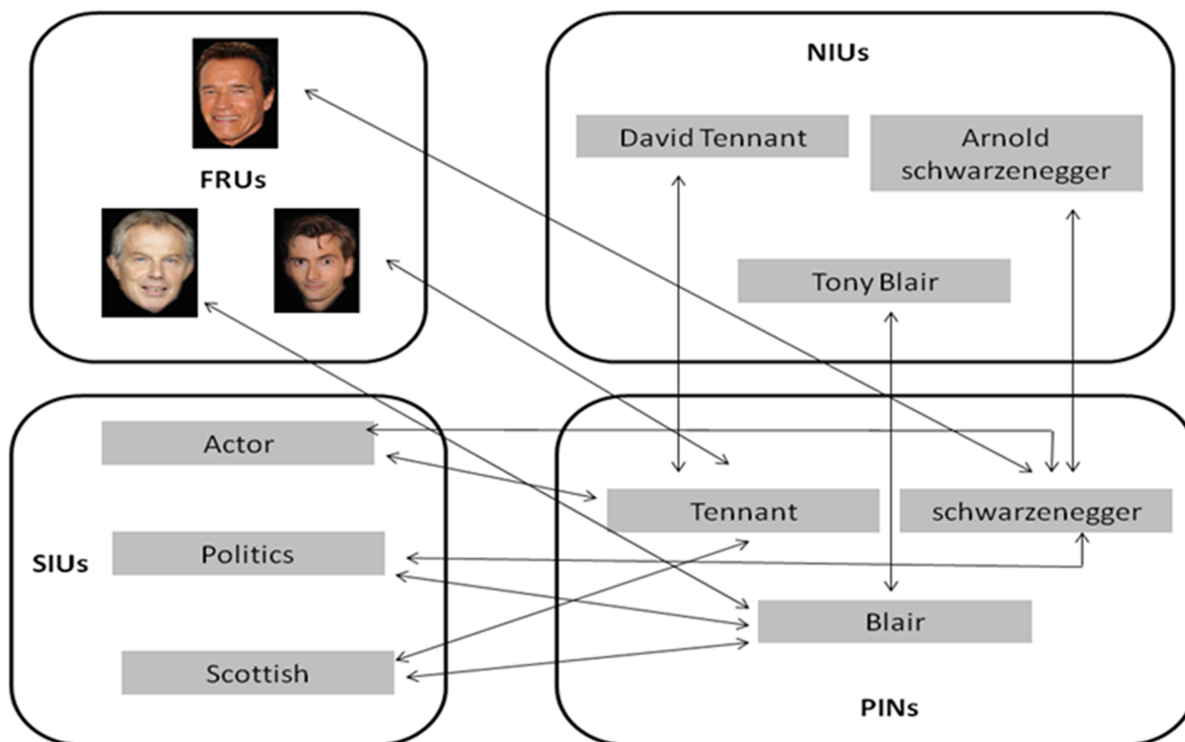 FRUs
NIUs
David Tennant
Arnold
schwarzenegger
Tony Blair
SIUs
Actor
Politics
Scottish
Tennant
schwarzenegger
Blair
PINs